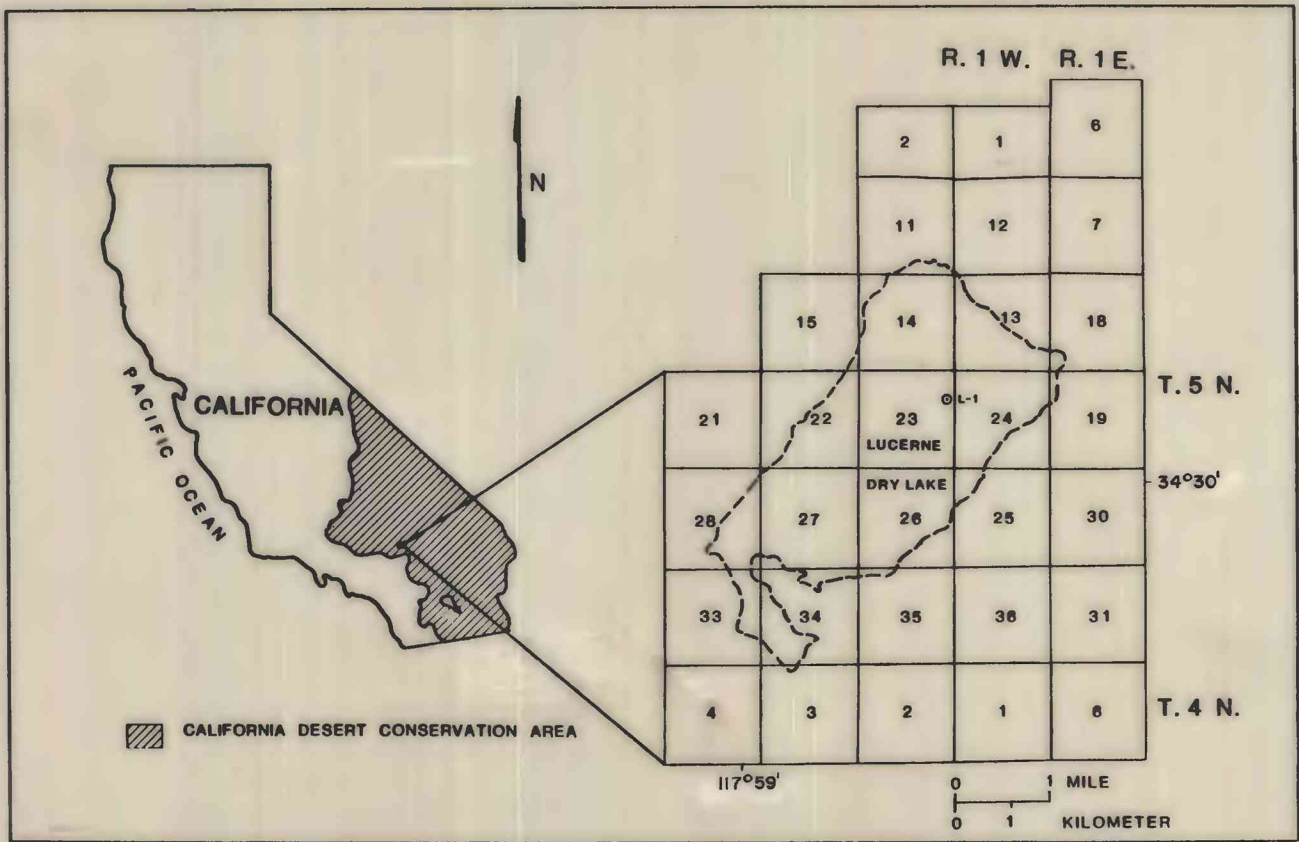 R. 1 W. R. 1 E.
2 1 6
N
11 12 7
15 14 13 18
T. 5 N.
PACIFIC OCEAN
CALIFORNIA
21 22 23 L-1 24 19
LUCERNE
DRY LAKE
34°30'
28 27 26 25 30
33 34 35 36 31
4 3 2 1 6
T. 4 N.
CALIFORNIA DESERT CONSERVATION AREA
117°59'
0 1 MILE
0 1 KILOMETER